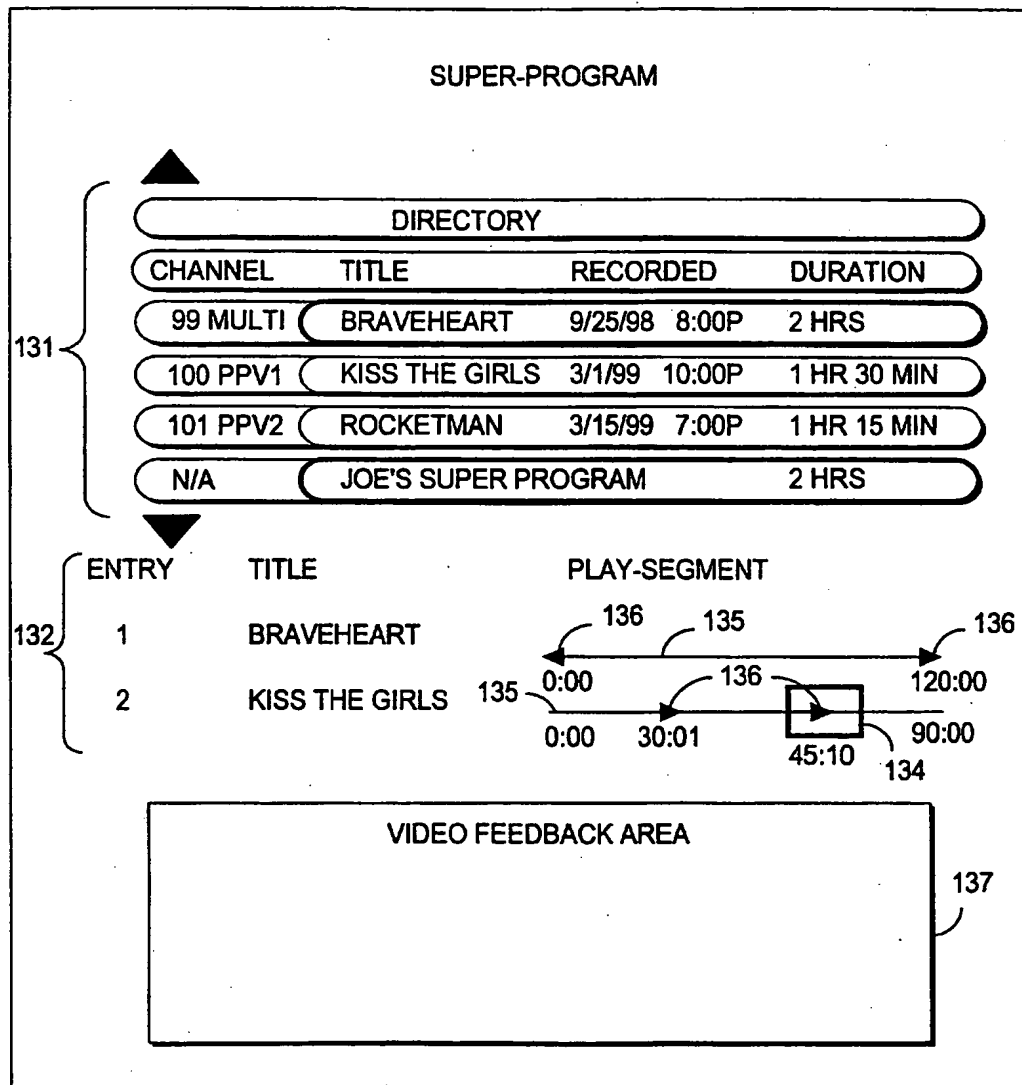 SUPER-PROGRAM
DIRECTORY
CHANNEL TITLE RECORDED DURATION
99 MULTI BRAVEHEART 9/25/98 8:00P 2 HRS
131
100 PPV1 KISS THE GIRLS 3/1/99 10:00P 1 HR 30 MIN
101 PPV2 ROCKETMAN 3/15/99 7:00P 1 HR 15 MIN
N/A JOE'S SUPER PROGRAM 2 HRS
ENTRY TITLE PLAY-SEGMENT
132 1 BRAVEHEART 136 135 136
0:00 120:00
2 KISS THE GIRLS 135 136
0:00 30:01 45:10 90:00
134
VIDEO FEEDBACK AREA
137